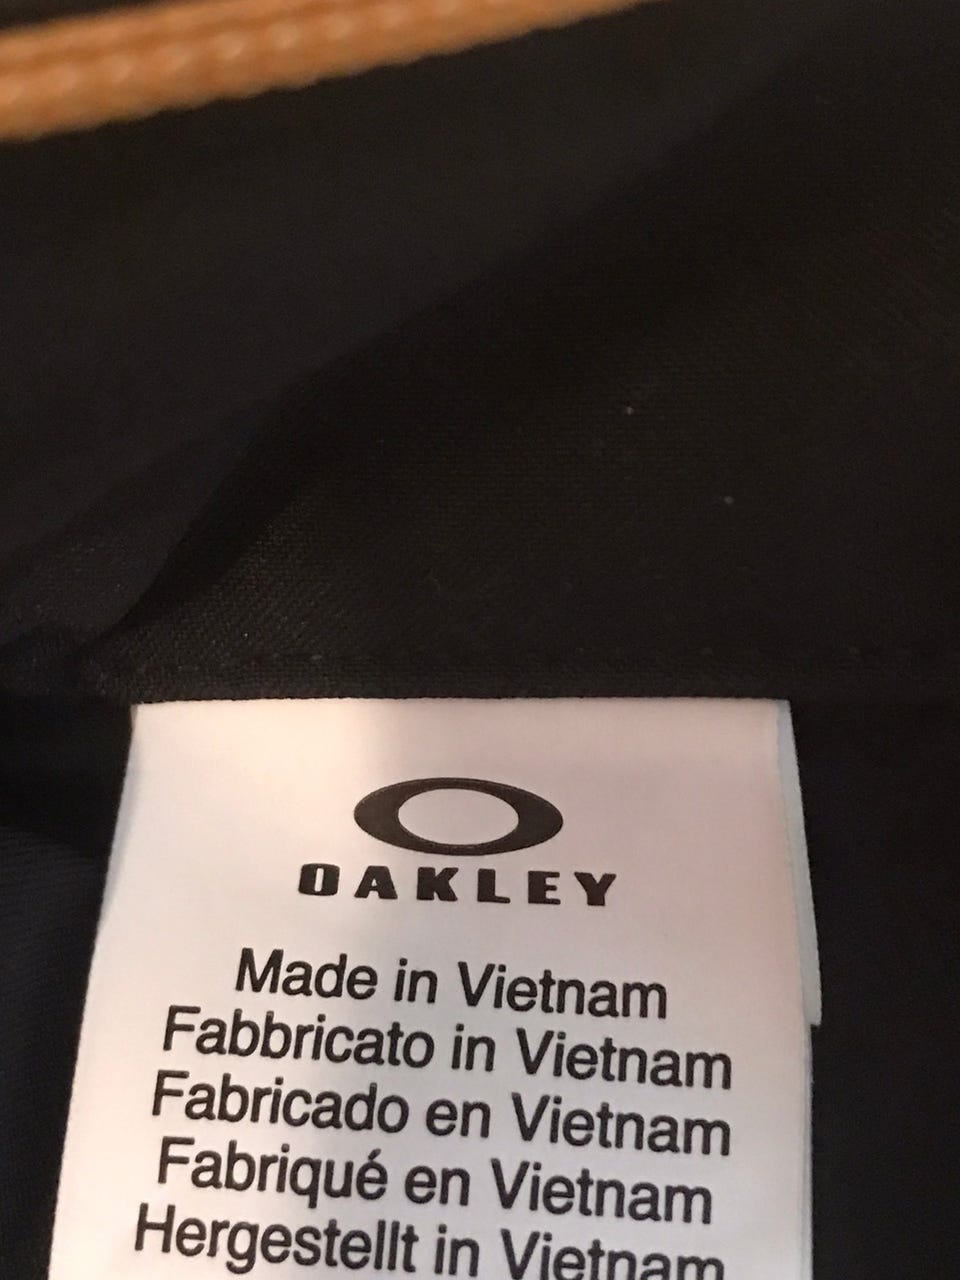 OAKLEY
Made in Vietnam
Fabbricato in Vietnam
Fabricado en Vietnam
Fabriqué en Vietnam
Hergestellt in Vietnam